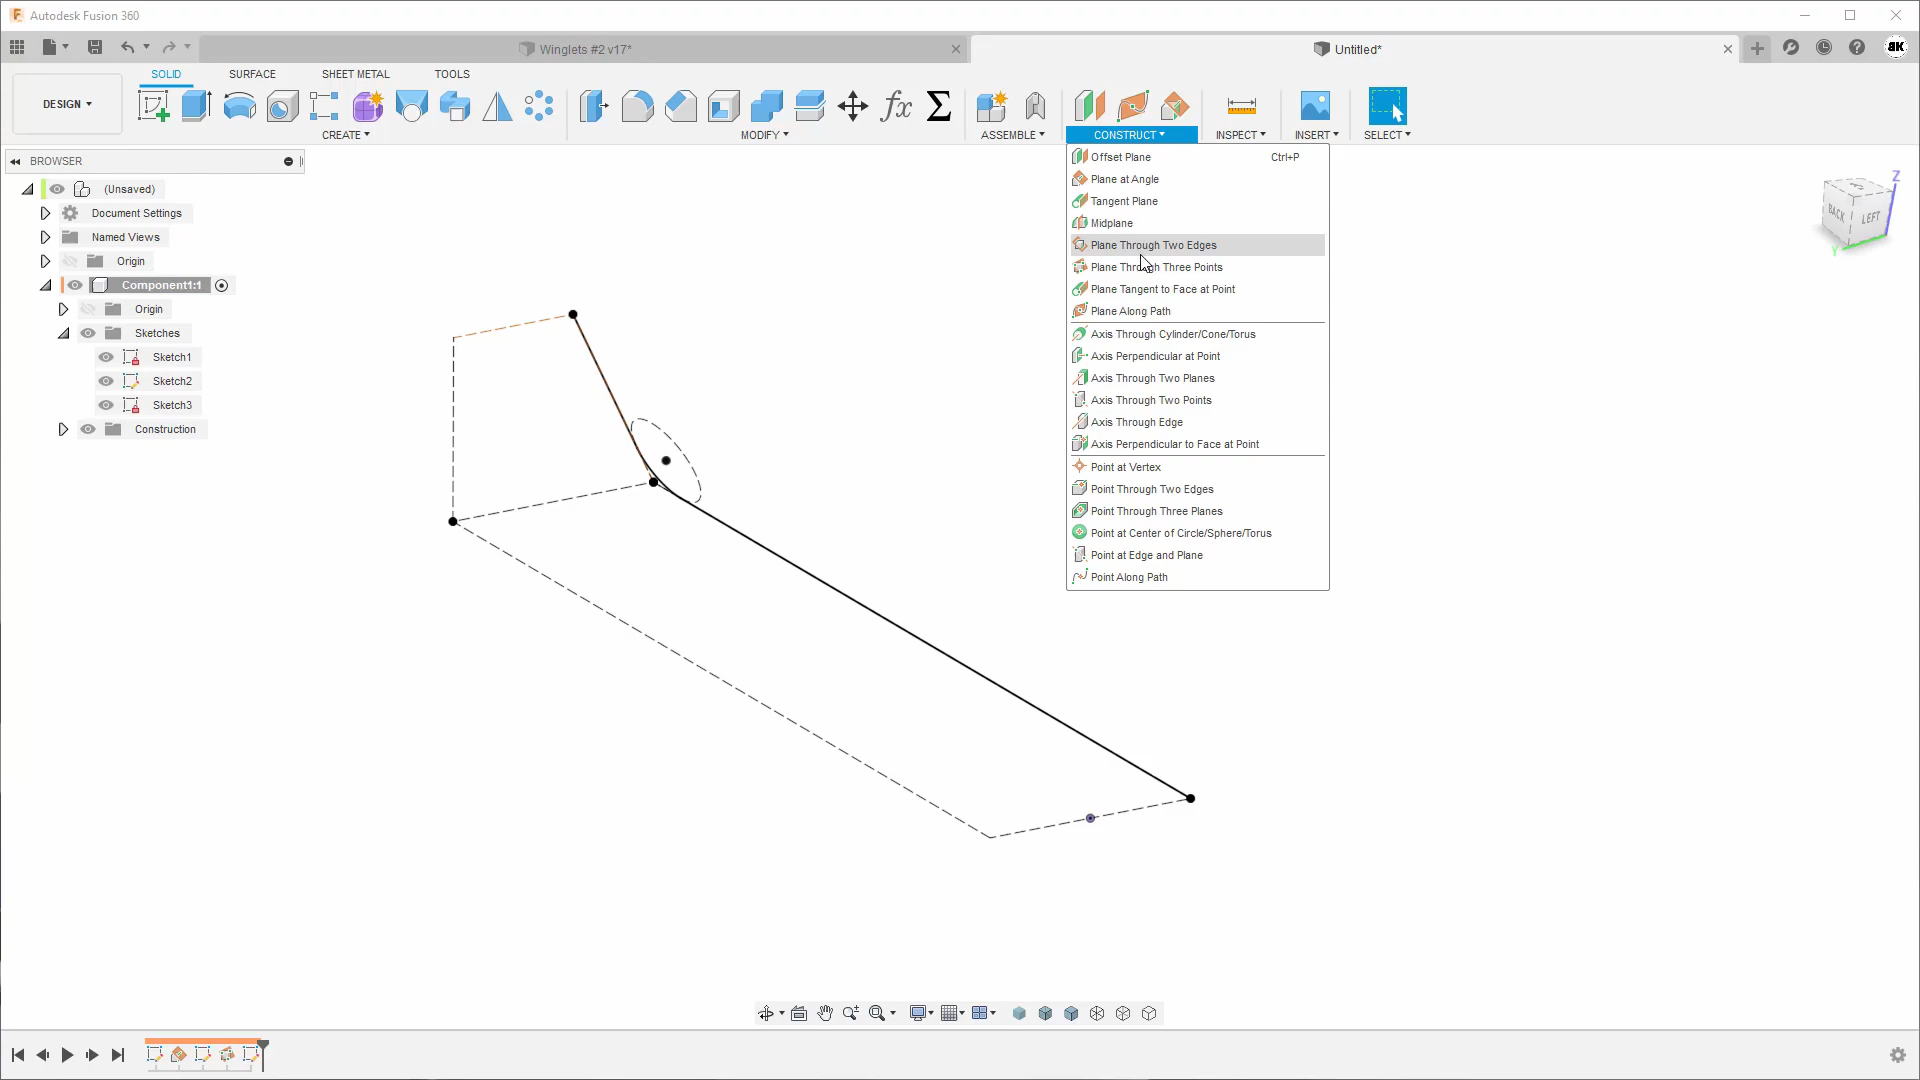 Autodesk Fusion 360
Winglets #2 v17*
Untitled*
BK
DESIGN
SOLID
SURFACE
SHEET METAL
TOOLS
CREATE
MODIFY
ASSEMBLE
CONSTRUCT
INSPECT
INSERT
SELECT
BROWSER
(Unsaved)
Document Settings
Named Views
Origin
Component1:1
Origin
Sketches
Sketch1
Sketch2
Sketch3
Construction
Offset Plane Ctrl+P
Plane at Angle
Tangent Plane
Midplane
Plane Through Two Edges
Plane Through Three Points
Plane Tangent to Face at Point
Plane Along Path
Axis Through Cylinder/Cone/Torus
Axis Perpendicular at Point
Axis Through Two Planes
Axis Through Two Points
Axis Through Edge
Axis Perpendicular to Face at Point
Point at Vertex
Point Through Two Edges
Point Through Three Planes
Point at Center of Circle/Sphere/Torus
Point at Edge and Plane
Point Along Path
Z
BACK
LEFT
Y